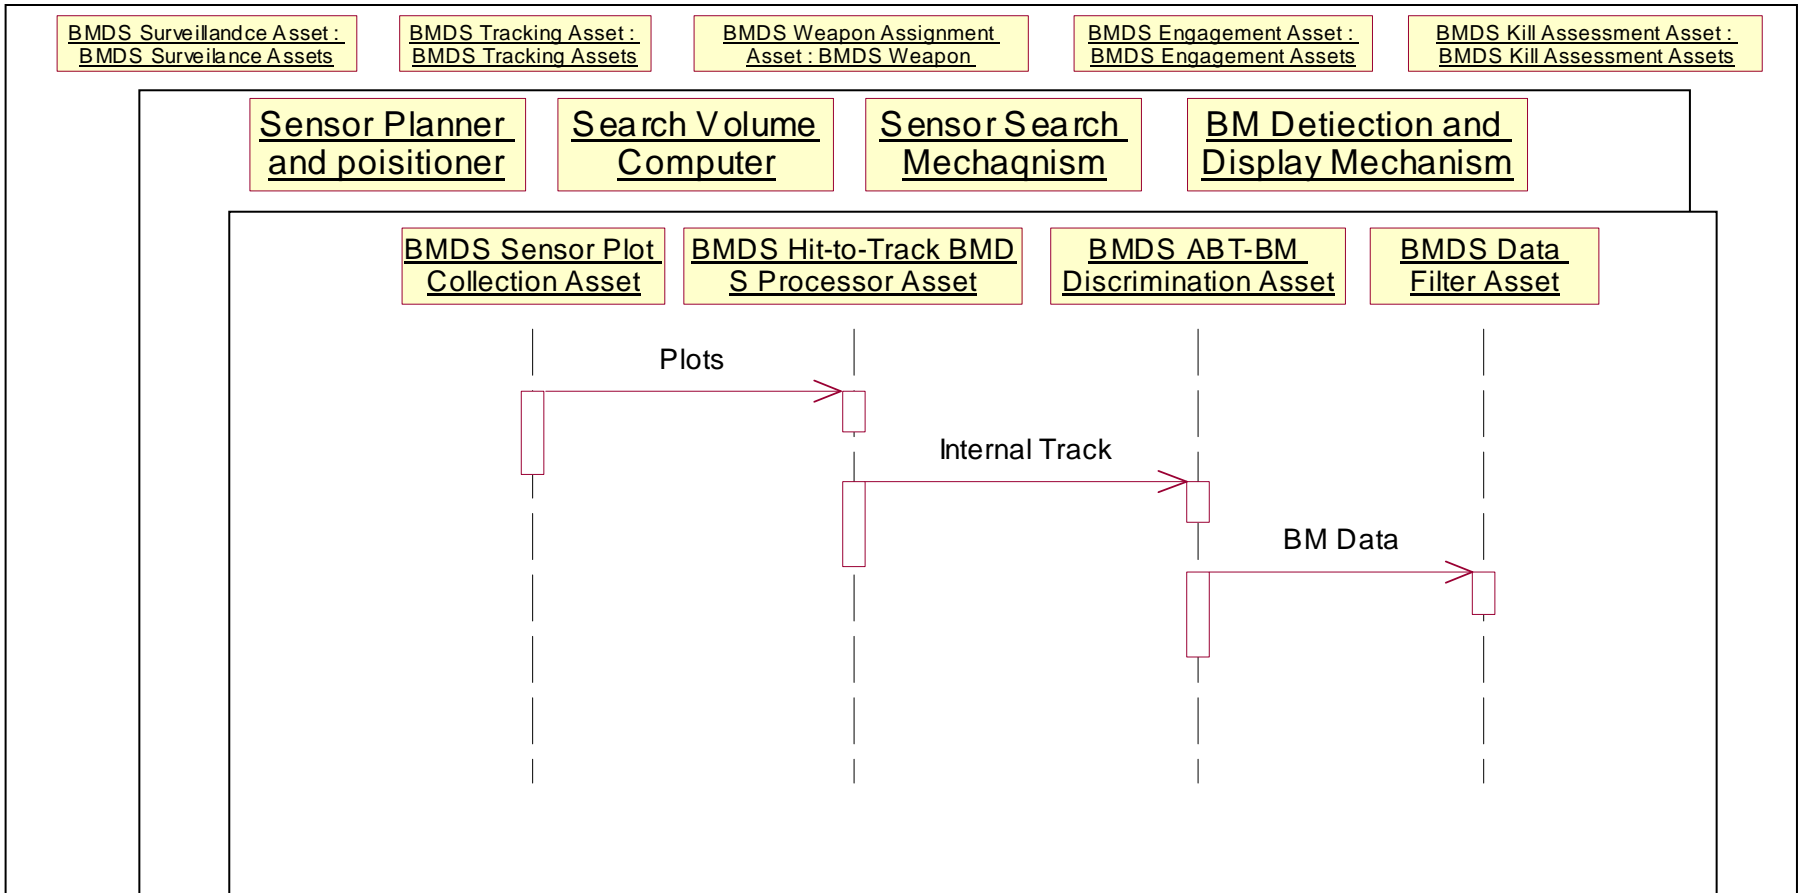 BMDS Surveillandce Asset :
BMDS Surveilance Assets
BMDS Tracking Asset :
BMDS Tracking Assets
BMDS Weapon Assignment
Asset : BMDS Weapon
BMDS Engagement Asset :
BMDS Engagement Assets
BMDS Kill Assessment Asset :
BMDS Kill Assessment Assets
Sensor Planner
and poisitioner
Search Volume
Computer
Sensor Search
Mechaqnism
BM Detiection and
Display Mechanism
BMDS Sensor Plot
Collection Asset
BMDS Hit-to-Track BMD
S Processor Asset
BMDS ABT-BM
Discrimination Asset
BMDS Data
Filter Asset
Plots
Internal Track
BM Data